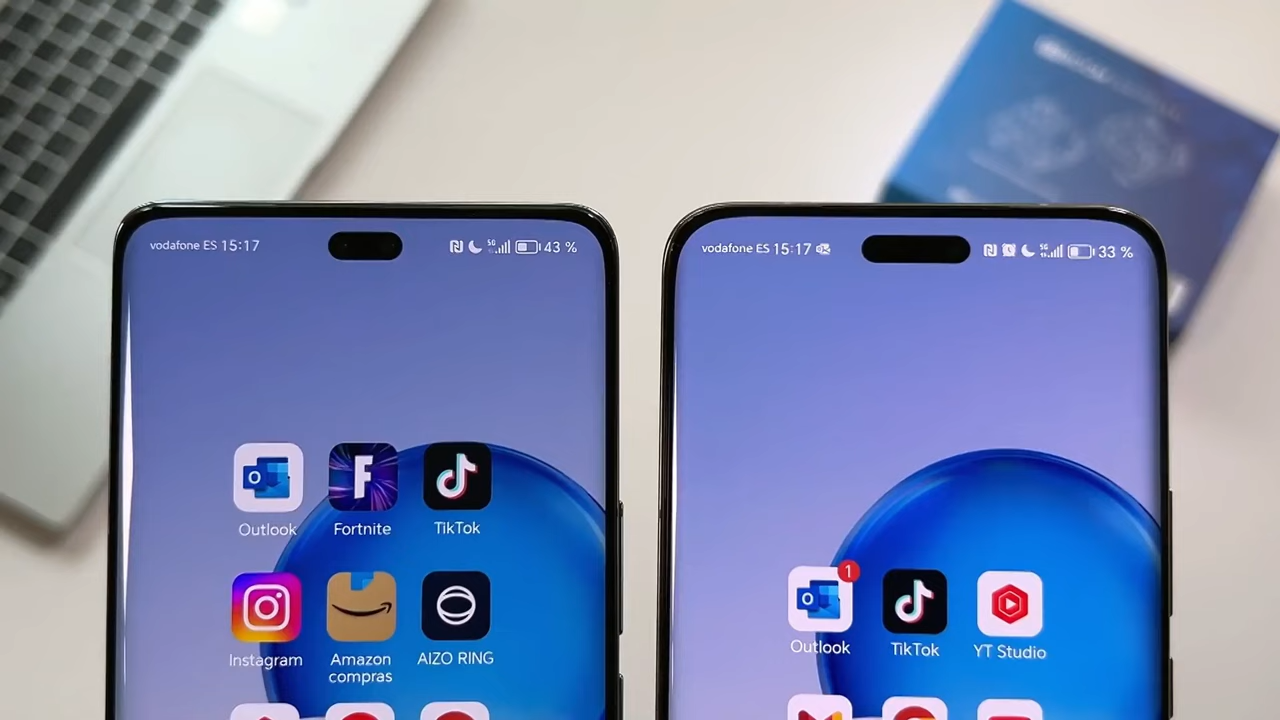 vodafone ES 15:17
43 %
vodafone ES 15:17
33 %
Outlook
Fortnite
TikTok
Instagram
Amazon
compras
AIZO RING
1
Outlook
TikTok
YT Studio